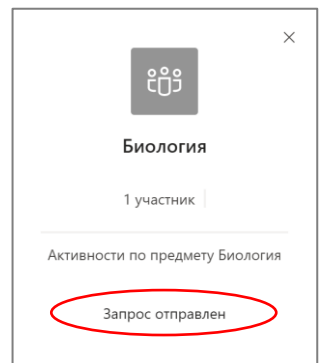 Биология
1 участник
Активности по предмету Биология
Запрос отправлен